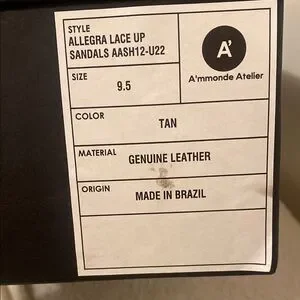 STYLE
ALLEGRA LACE UP
SANDALS AASH12-U22
A'
A'mmonde Atelier
SIZE
9.5
COLOR
TAN
MATERIAL
GENUINE LEATHER
ORIGIN
MADE IN BRAZIL